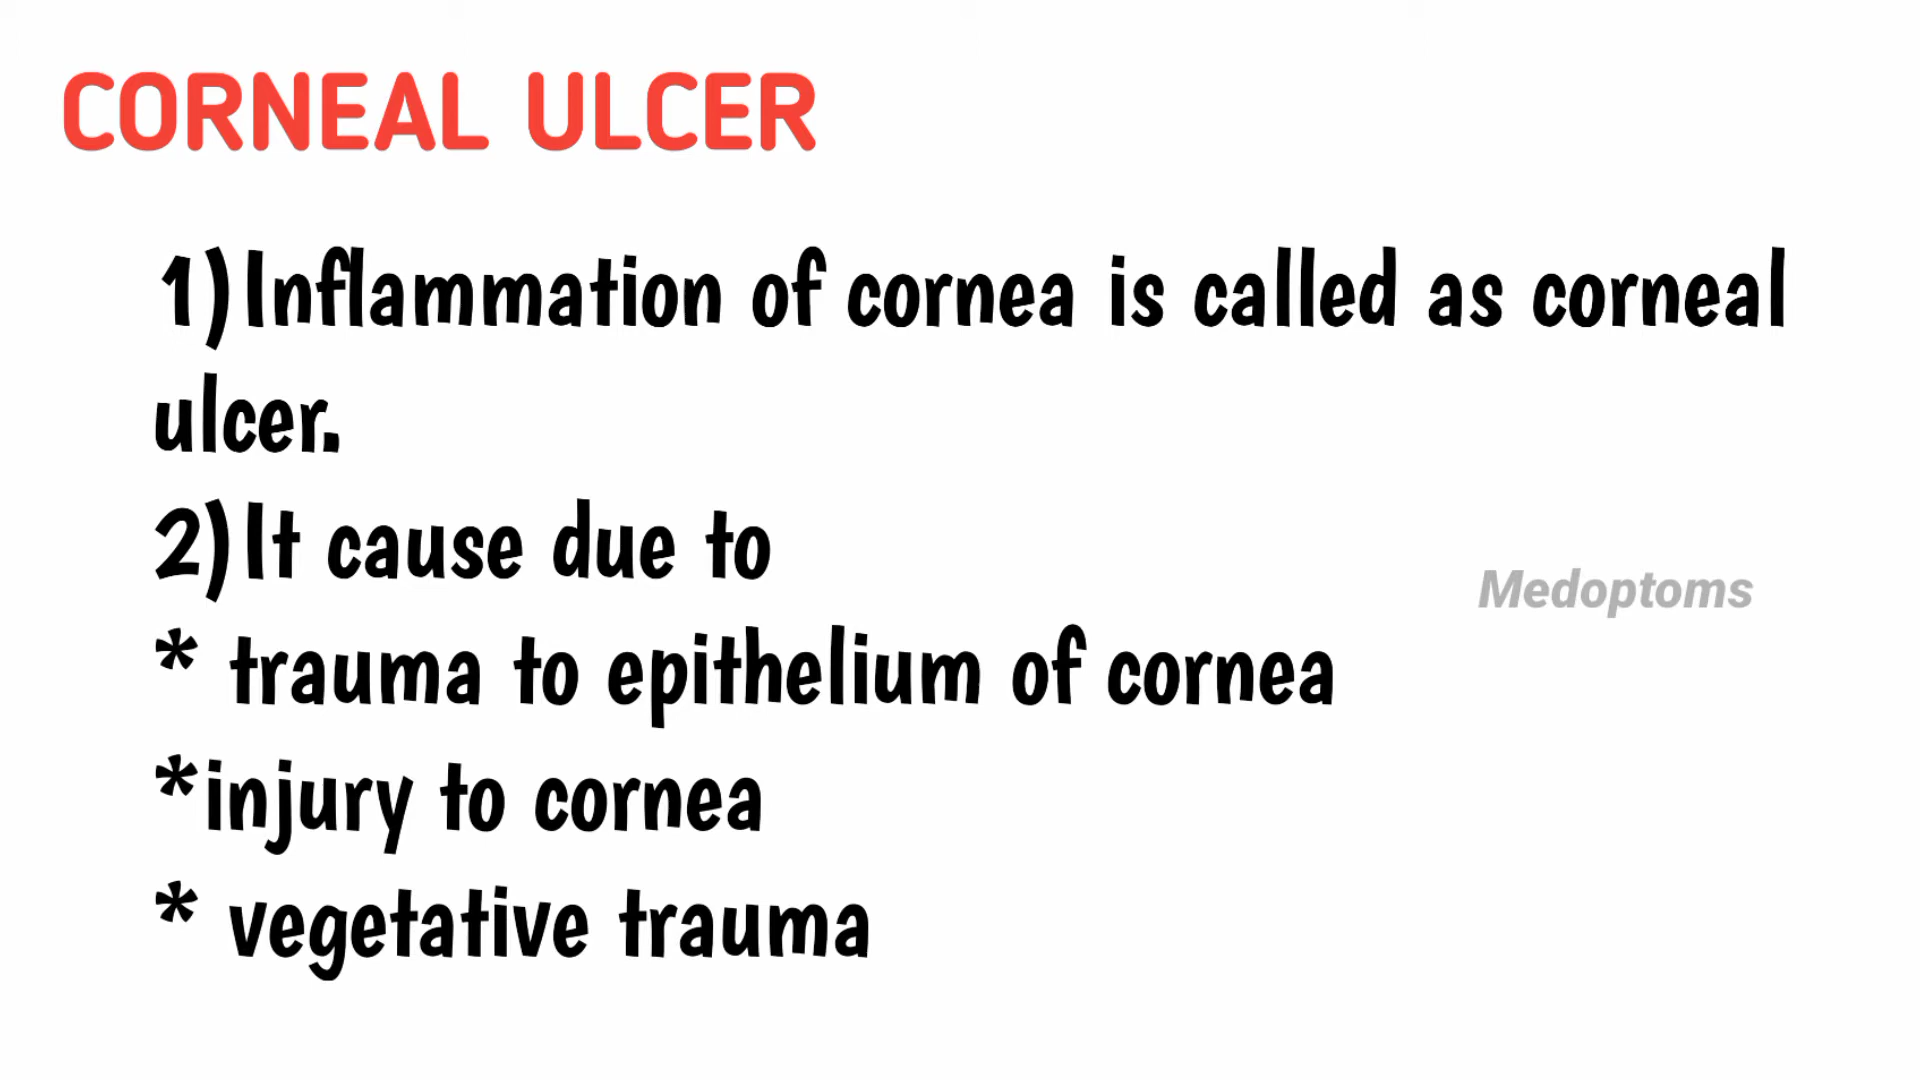 CORNEAL ULCER
1)Inflammation of cornea is called as corneal
ulcer.
2)It cause due to
Medoptoms
* trauma to epithelium of cornea
*injury to cornea
* vegetative trauma